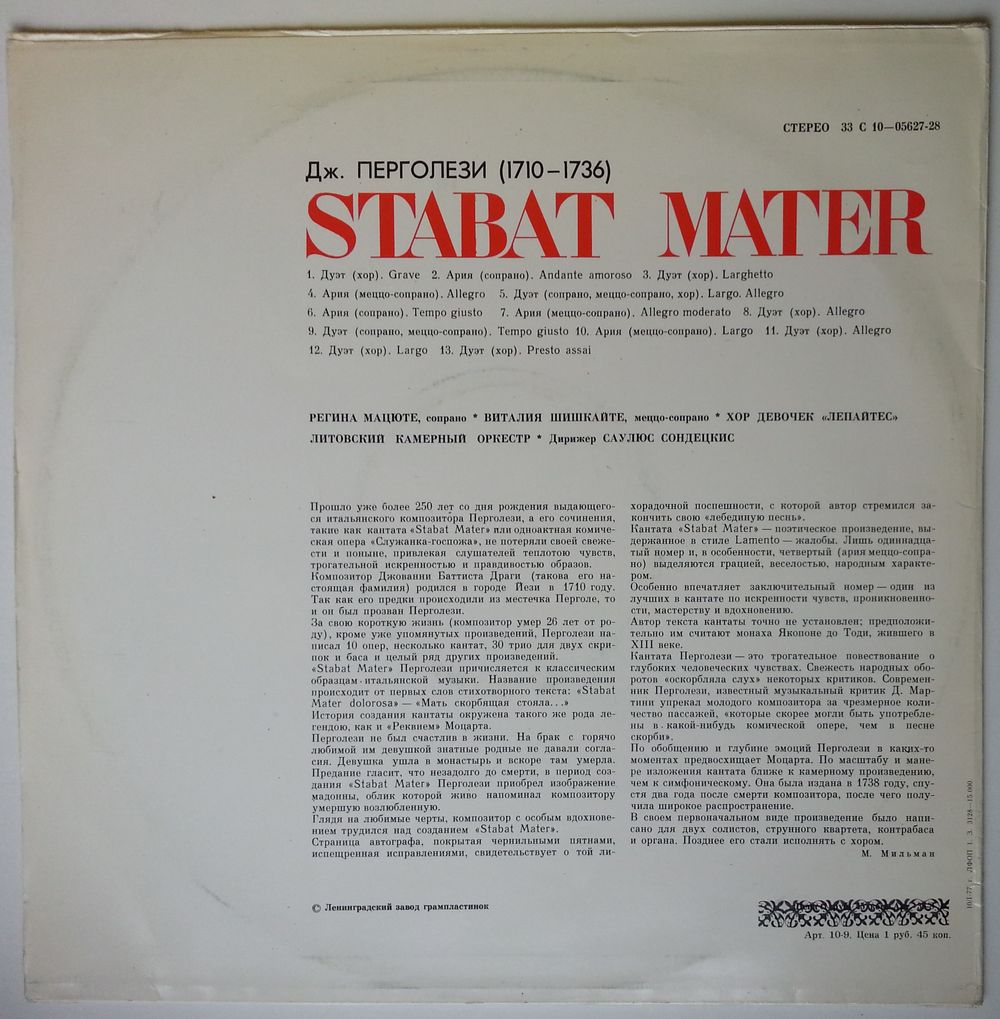 СТЕРЕО 33 С 10—05627-28
Дж. ПЕРГОЛЕЗИ (1710–1736)
STABAT MATER
1. Дуэт (хор). Grave 2. Ария (сопрано). Andante amoroso 3. Дуэт (хор). Larghetto
4. Ария (меццо-сопрано). Allegro 5. Дуэт (сопрано, меццо-сопрано, хор). Largo. Allegro
6. Ария (сопрано). Tempo giusto 7. Ария (меццо-сопрано). Allegro moderato 8. Дуэт (хор). Allegro
9. Дуэт (сопрано, меццо-сопрано). Tempo giusto 10. Ария (меццо-сопрано). Largo 11. Дуэт (хор). Allegro
12. Дуэт (хор). Largo 13. Дуэт (хор). Presto assai
РЕГИНА МАЦЮТЕ, сопрано * ВИТАЛИЯ ШИШКАЙТЕ, меццо-сопрано * ХОР ДЕВОЧЕК «ЛЕПАЙТЕС»
ЛИТОВСКИЙ КАМЕРНЫЙ ОРКЕСТР * Дирижер САУЛЮС СОНДЕЦКИС
Прошло уже более 250 лет со дня рождения выдающего-
ся итальянского композитора Перголези, а его сочинения,
такие как кантата «Stabat Mater» или одноактная комиче-
ская опера «Служанка-госпожа», не потеряли своей свеже-
сти и поныне, привлекая слушателей теплотою чувств,
трогательной искренностью и правдивостью образов.
Композитор Джованни Баттиста Драги (такова его на-
стоящая фамилия) родился в городе Йези в 1710 году.
Так как его предки происходили из местечка Перголе, то
и он был прозван Перголези.
За свою короткую жизнь (композитор умер 26 лет от ро-
ду), кроме уже упомянутых произведений, Перголези на-
писал 10 опер, несколько кантат, 30 трио для двух скри-
пок и баса и целый ряд других произведений.
«Stabat Mater» Перголези причисляется к классическим
образцам итальянской музыки. Название произведения
происходит от первых слов стихотворного текста: «Stabat
Mater dolorosa» — «Мать скорбящая стояла...»
История создания кантаты окружена такого же рода ле-
гендою, как и «Реквием» Моцарта.
Перголези не был счастлив в жизни. На брак с горячо
любимой им девушкой знатные родные не давали согла-
сия. Девушка ушла в монастырь и вскоре там умерла.
Предание гласит, что незадолго до смерти, в период соз-
дания «Stabat Mater» Перголези приобрел изображение
мадонны, облик которой живо напоминал композитору
умершую возлюбленную.
Глядя на любимые черты, композитор с особым вдохнове-
нием трудился над созданием «Stabat Mater».
Страница автографа, покрытая чернильными пятнами,
испещренная исправлениями, свидетельствует о той ли-
хорадочной поспешности, с которой автор стремился за-
кончить свою «лебединую песнь».
Кантата «Stabat Mater» — поэтическое произведение, вы-
держанное в стиле Lamento — жалобы. Лишь одиннадца-
тый номер и, в особенности, четвертый (ария меццо-сопра-
но) выделяются грацией, веселостью, народным характе-
ром.
Особенно впечатляет заключительный номер — один из
лучших в кантате по искренности чувств, проникновенно-
сти, мастерству и вдохновению.
Автор текста кантаты точно не установлен; предположи-
тельно им считают монаха Якопоне до Тоди, жившего в
XIII веке.
Кантата Перголези — это трогательное повествование о
глубоких человеческих чувствах. Свежесть народных обо-
ротов «оскорбляла слух» некоторых критиков. Современ-
ник Перголези, известный музыкальный критик Д. Мар-
тини упрекал молодого композитора за чрезмерное коли-
чество пассажей, «которые скорее могли быть употребле-
ны в какой-нибудь комической опере, чем в песне
скорби».
По обобщению и глубине эмоций Перголези в каких-то
моментах предвосхищает Моцарта. По масштабу и мане-
ре изложения кантата ближе к камерному произведению,
чем к симфоническому. Она была издана в 1738 году, спу-
стя два года после смерти композитора, после чего полу-
чила широкое распространение.
В своем первоначальном виде произведение было напи-
сано для двух солистов, струнного квартета, контрабаса
и органа. Позднее его стали исполнять с хором.
М. Мильман
10/I-77 г. ЛФОП 1. З. 3128—15.000
© Ленинградский завод грампластинок
Арт. 10-9. Цена 1 руб. 45 коп.